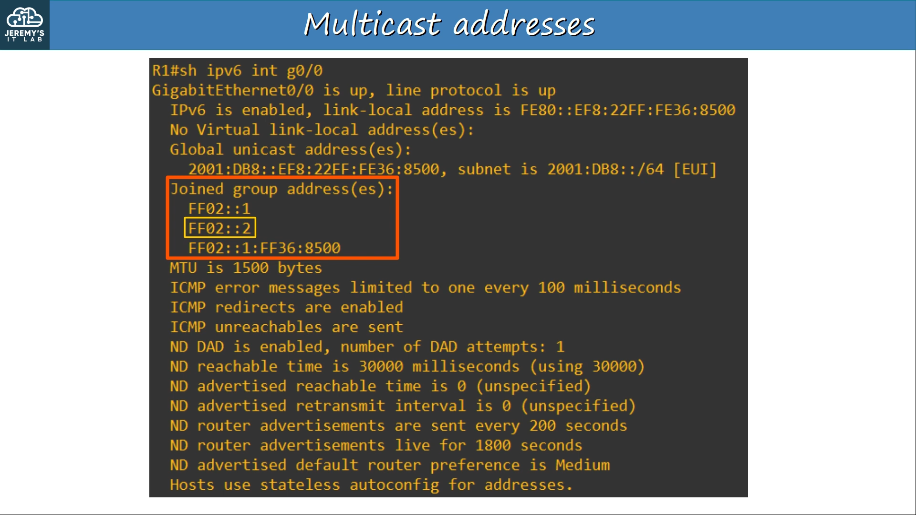 JEREMY'S
IT LAB
Multicast addresses
R1#sh ipv6 int g0/0
GigabitEthernet0/0 is up, line protocol is up
IPv6 is enabled, link-local address is FE80::EF8:22FF:FE36:8500
No Virtual link-local address(es):
Global unicast address(es):
2001:DB8::EF8:22FF:FE36:8500, subnet is 2001:DB8::/64 [EUI]
Joined group address(es):
FF02::1
FF02::2
FF02::1:FF36:8500
MTU is 1500 bytes
ICMP error messages limited to one every 100 milliseconds
ICMP redirects are enabled
ICMP unreachables are sent
ND DAD is enabled, number of DAD attempts: 1
ND reachable time is 30000 milliseconds (using 30000)
ND advertised reachable time is 0 (unspecified)
ND advertised retransmit interval is 0 (unspecified)
ND router advertisements are sent every 200 seconds
ND router advertisements live for 1800 seconds
ND advertised default router preference is Medium
Hosts use stateless autoconfig for addresses.